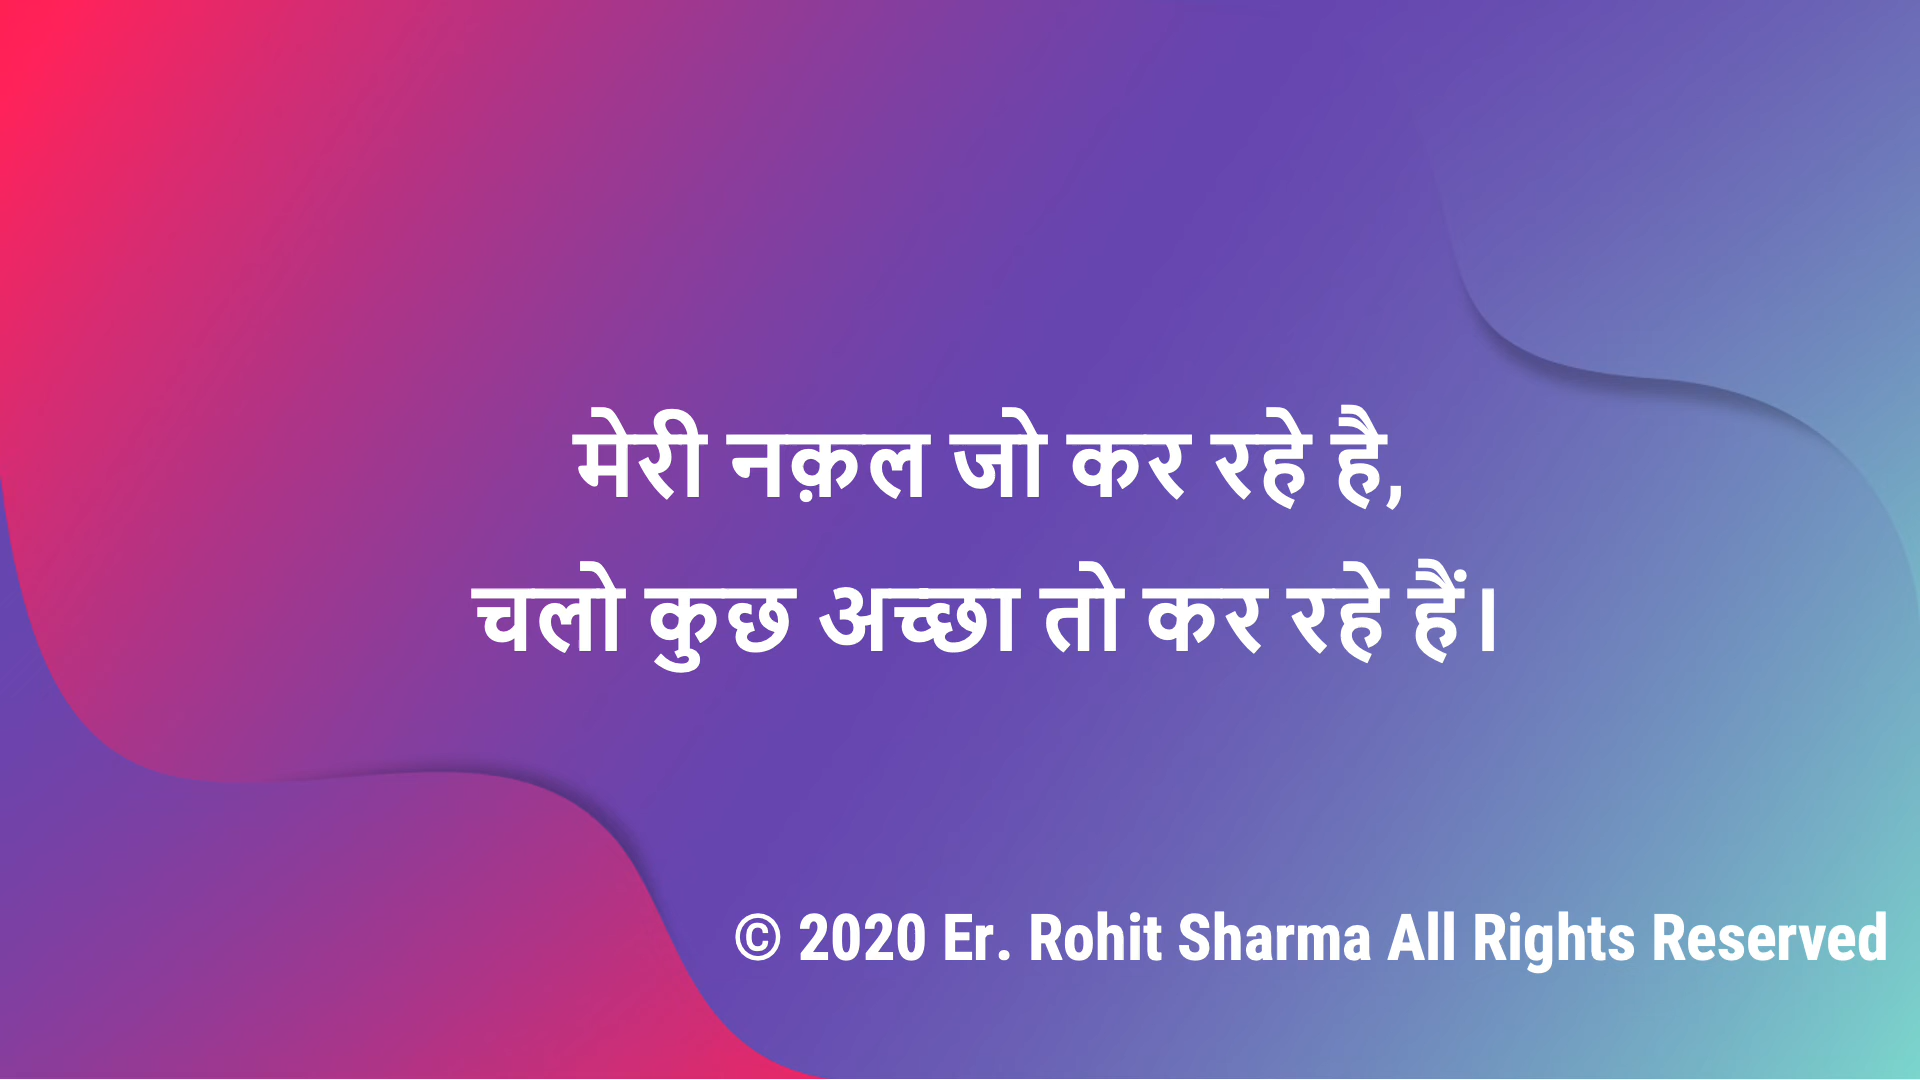 मेरी नक़ल जो कर रहे है,
चलो कुछ अच्छा तो कर रहे हैं।
© 2020 Er. Rohit Sharma All Rights Reserved